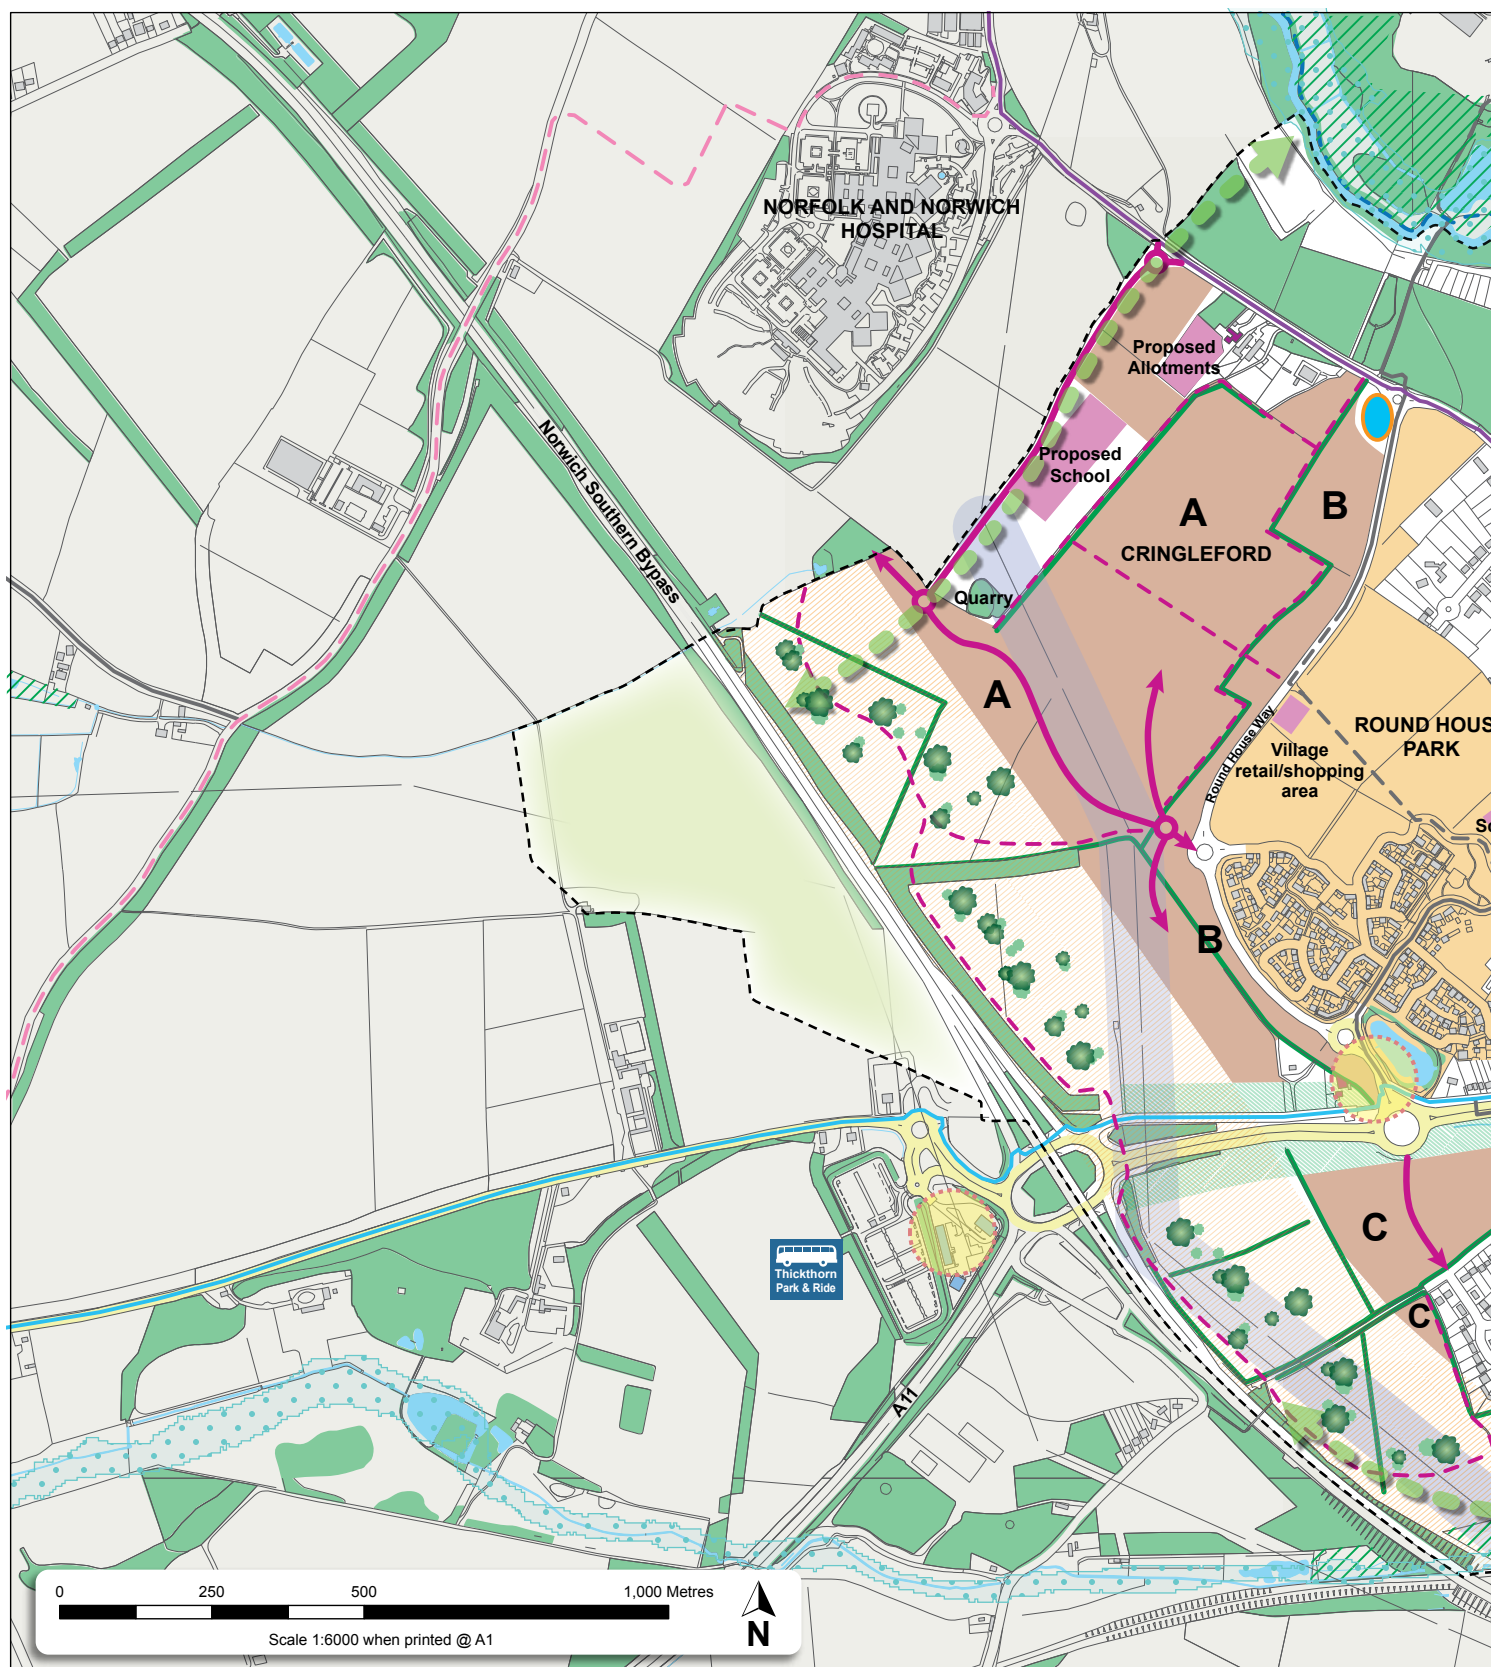 NORFOLK AND NORWICH
HOSPITAL
Proposed
Allotments
Norwich Southern Bypass
Proposed
School
A
CRINGLEFORD
B
Quarry
A
Round House Way
ROUND HOUS
PARK
Village
retail/shopping
area
Sc
B
C
Thickthorn
Park & Ride
C
A11
0 250 500 1,000 Metres
Scale 1:6000 when printed @ A1
N